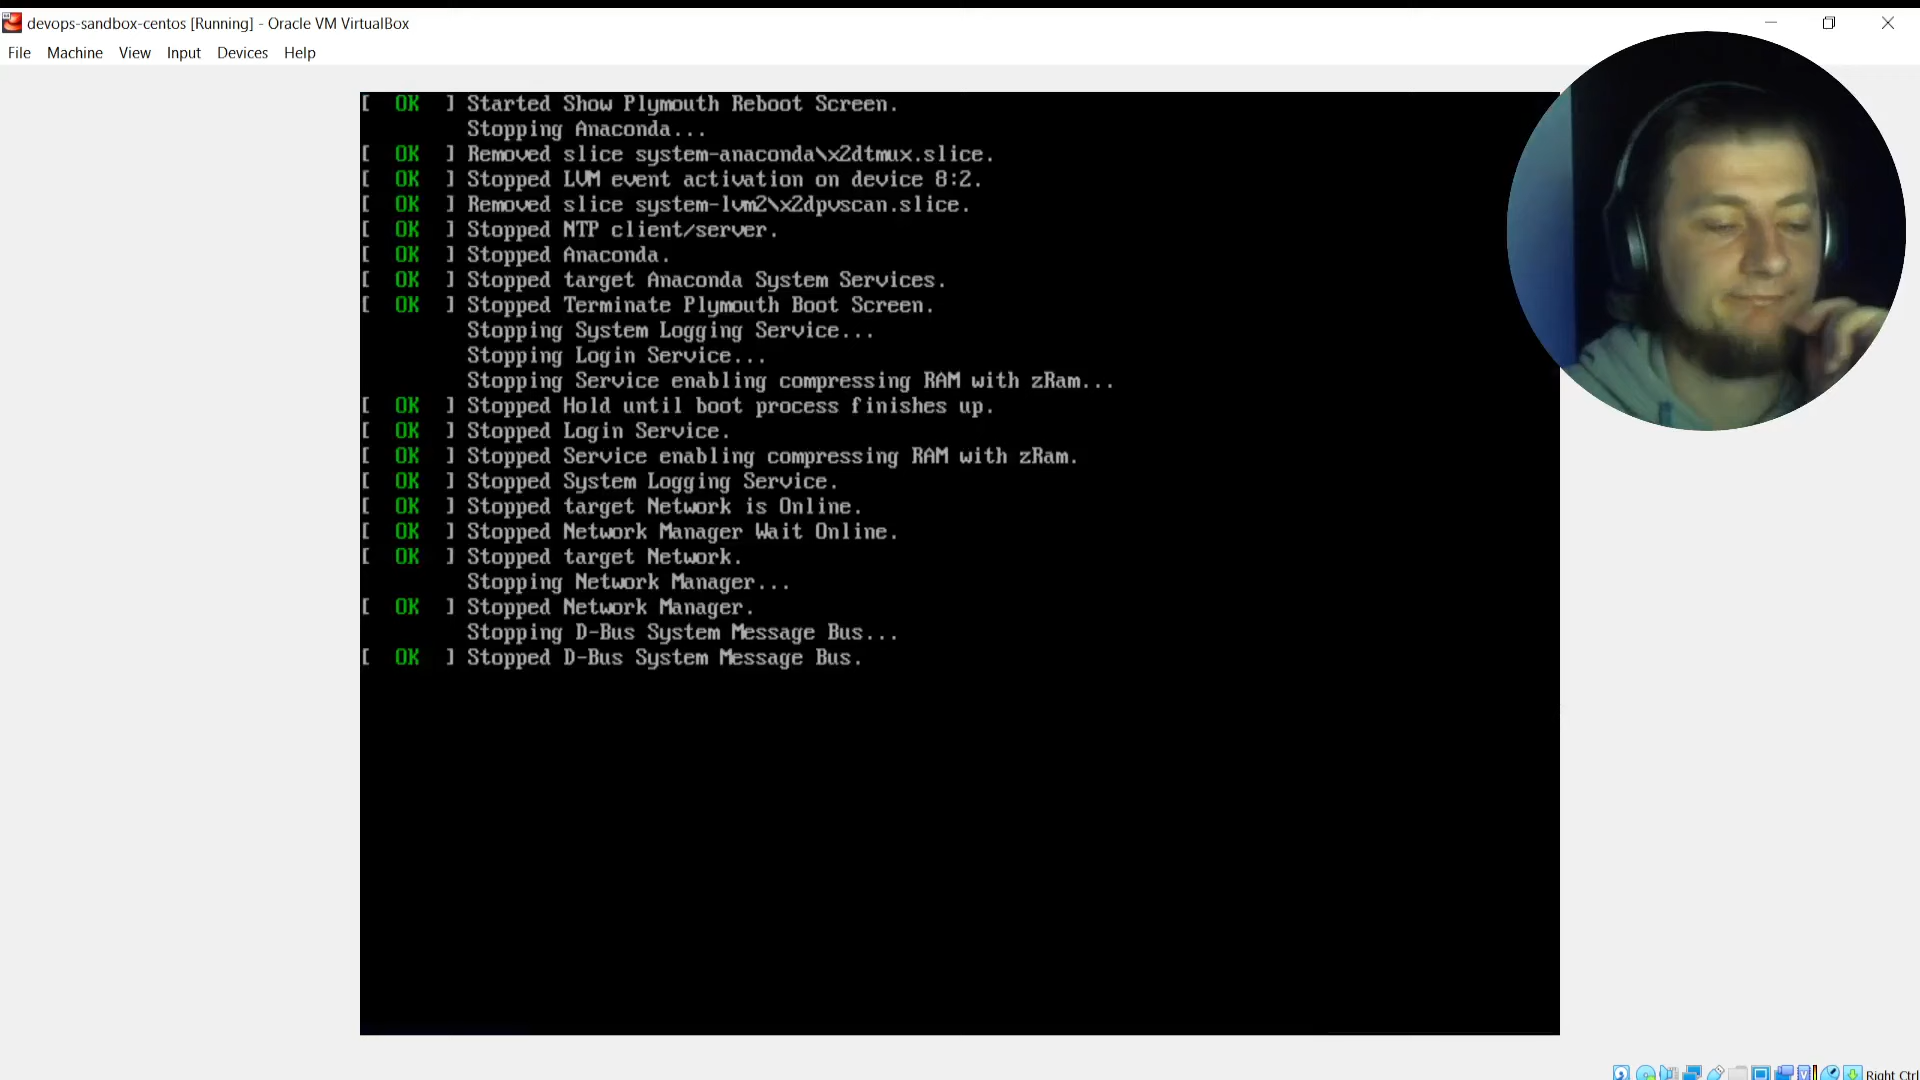 devops-sandbox-centos [Running] - Oracle VM VirtualBox
File Machine View Input Devices Help
[ OK ] Started Show Plymouth Reboot Screen.
Stopping Anaconda...
[ OK ] Removed slice system-anaconda\x2dtmux.slice.
[ OK ] Stopped LVM event activation on device 8:2.
[ OK ] Removed slice system-lvm2\x2dpvscan.slice.
[ OK ] Stopped NTP client/server.
[ OK ] Stopped Anaconda.
[ OK ] Stopped target Anaconda System Services.
[ OK ] Stopped Terminate Plymouth Boot Screen.
Stopping System Logging Service...
Stopping Login Service...
Stopping Service enabling compressing RAM with zRam...
[ OK ] Stopped Hold until boot process finishes up.
[ OK ] Stopped Login Service.
[ OK ] Stopped Service enabling compressing RAM with zRam.
[ OK ] Stopped System Logging Service.
[ OK ] Stopped target Network is Online.
[ OK ] Stopped Network Manager Wait Online.
[ OK ] Stopped target Network.
Stopping Network Manager...
[ OK ] Stopped Network Manager.
Stopping D-Bus System Message Bus...
[ OK ] Stopped D-Bus System Message Bus.
Right Ctrl